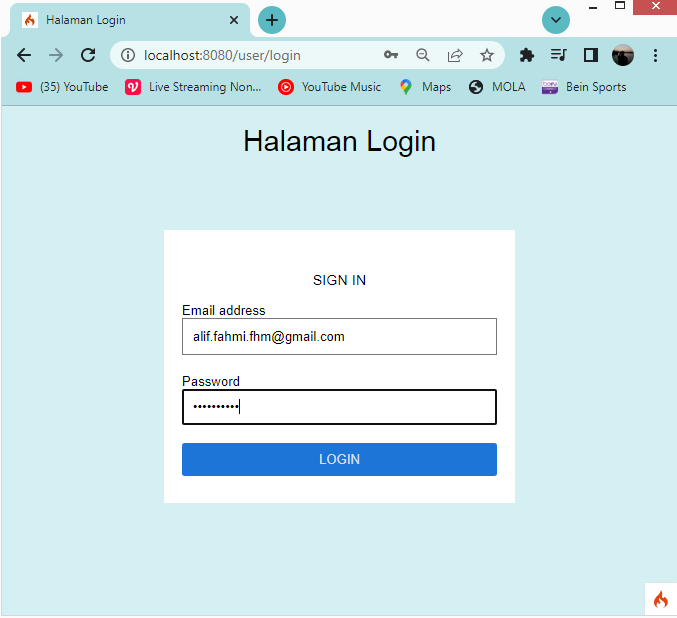 Halaman Login
localhost:8080/user/login
(35) YouTube Live Streaming Non... YouTube Music Maps MOLA Bein Sports
Halaman Login
SIGN IN
Email address
alif.fahmi.fhm@gmail.com
Password
••••••••••
LOGIN